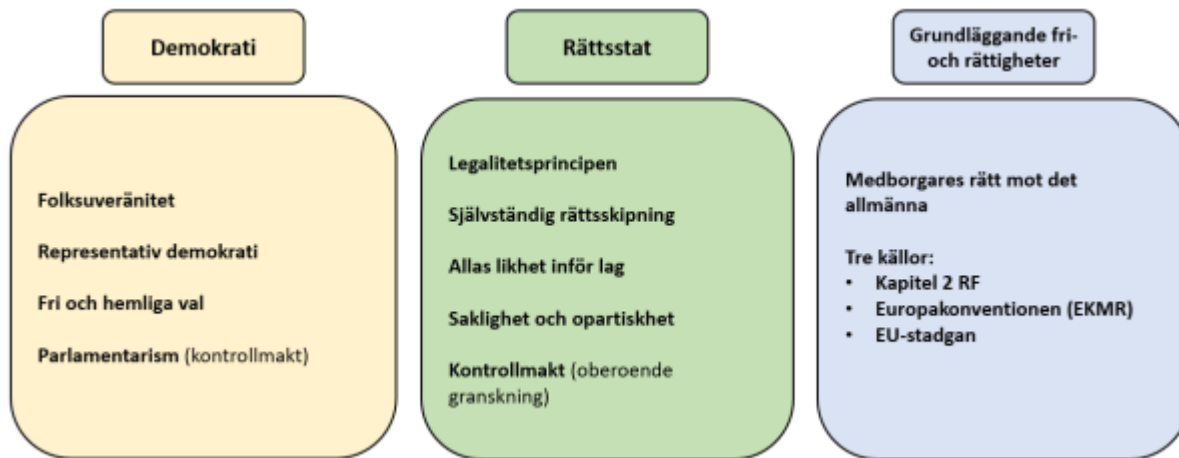 Demokrati
Folksuveränitet
Representativ demokrati
Fri och hemliga val
Parlamentarism (kontrollmakt)
Rättsstat
Legalitetsprincipen
Självständig rättsskipning
Allas likhet inför lag
Saklighet och opartiskhet
Kontrollmakt (oberoende
granskning)
Grundläggande fri-
och rättigheter
Medborgares rätt mot det
allmänna
Tre källor:
• Kapitel 2 RF
• Europakonventionen (EKMR)
• EU-stadgan